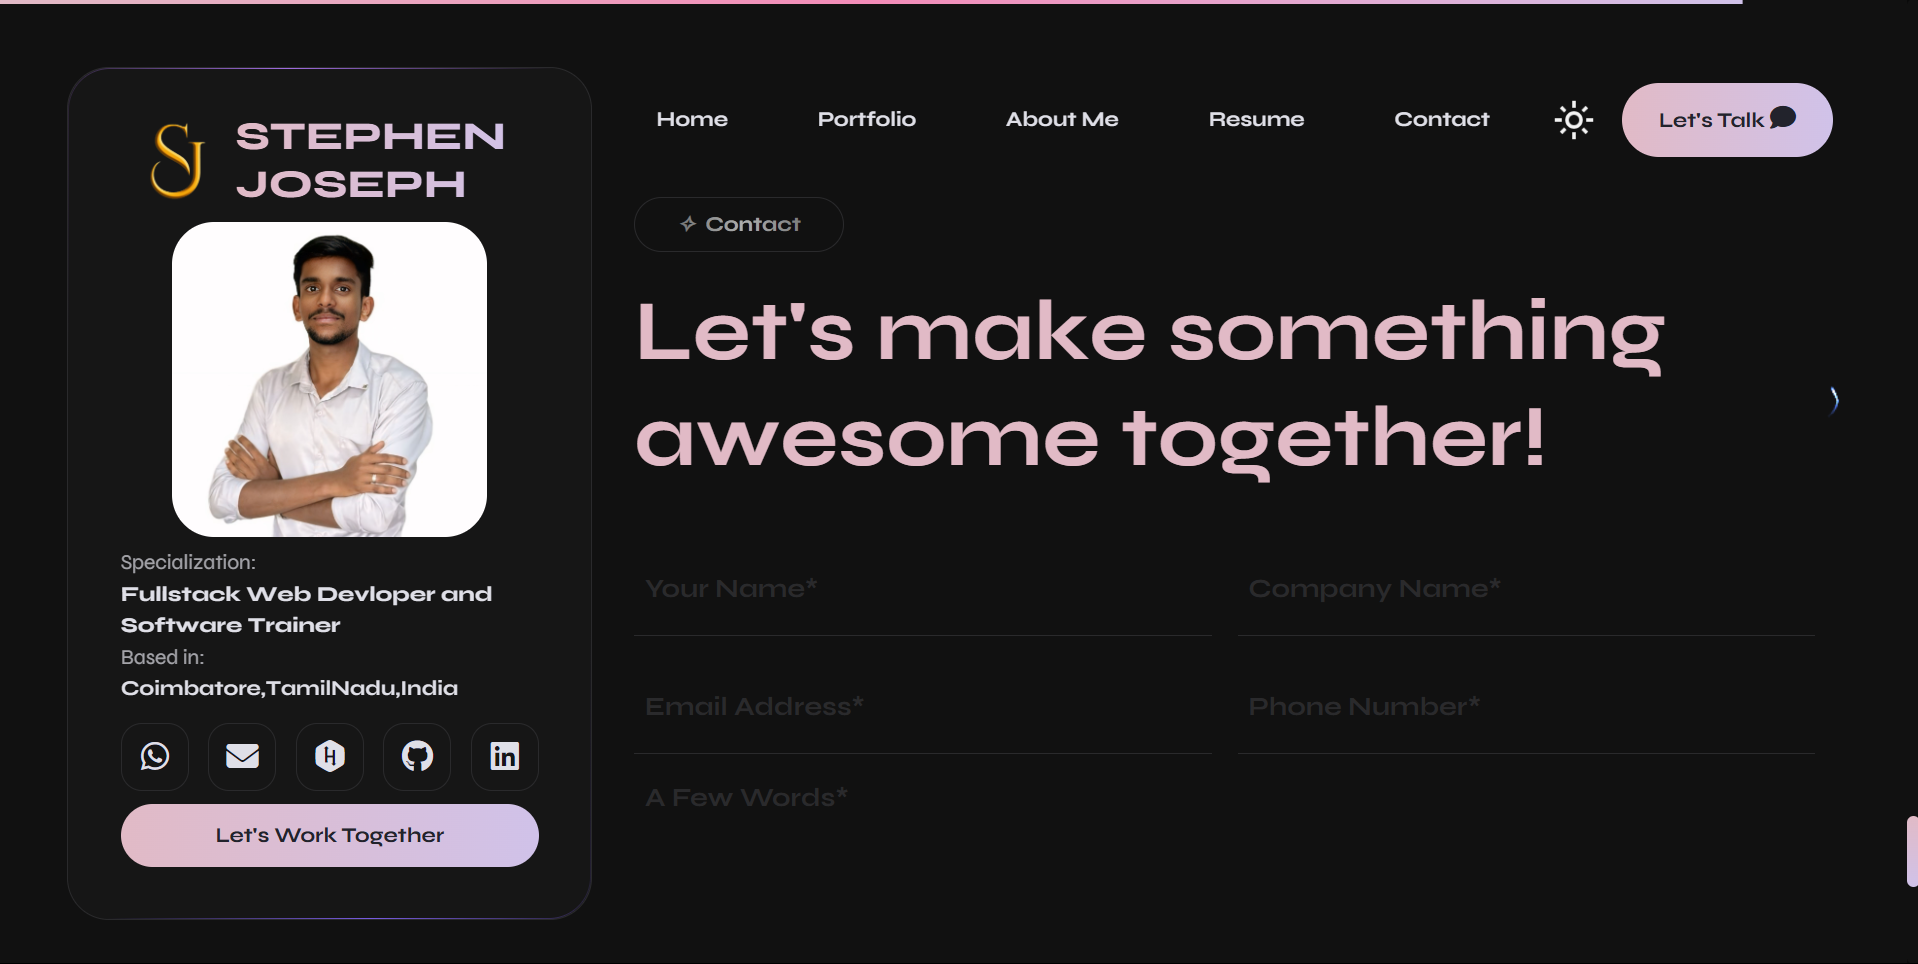 SJ
STEPHEN
JOSEPH
Specialization:
Fullstack Web Devloper and
Software Trainer
Based in:
Coimbatore,TamilNadu,India
Let's Work Together
Home
Portfolio
About Me
Resume
Contact
Let's Talk
Contact
Let's make something
awesome together!
Your Name*
Company Name*
Email Address*
Phone Number*
A Few Words*